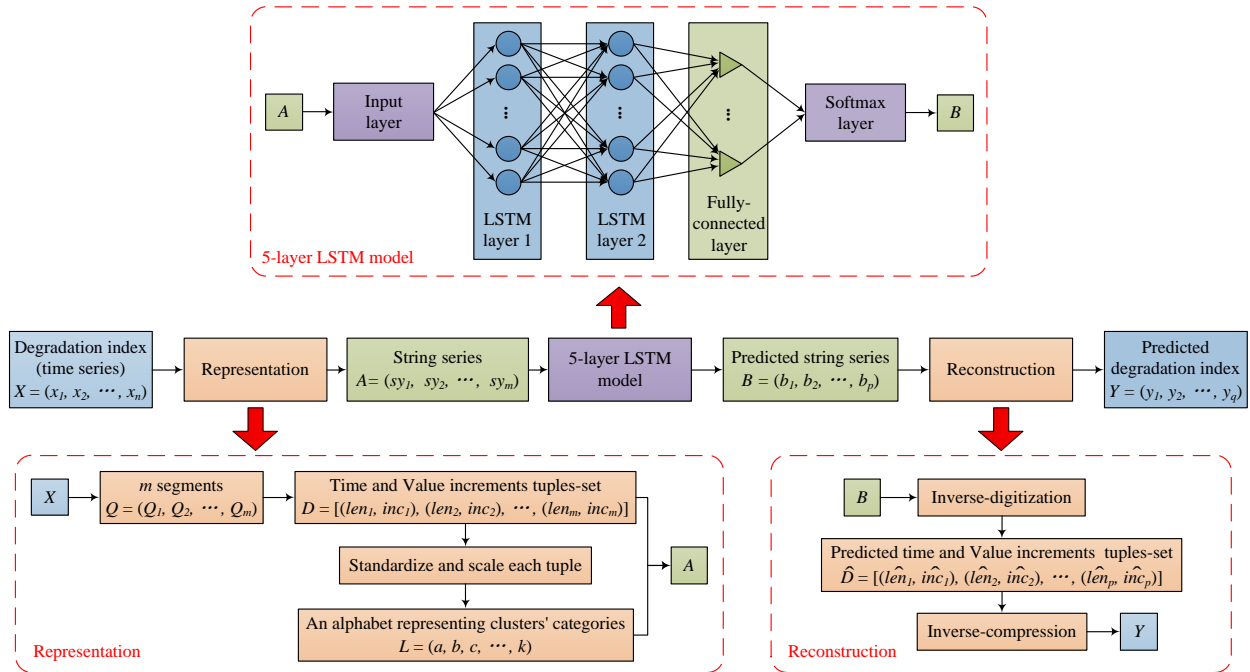 A
Input
layer
⋮
⋮
⋮
LSTM
layer 1
LSTM
layer 2
Fully-
connected
layer
Softmax
layer
B
5-layer LSTM model
Degradation index
(time series)
X = (x1, x2, ⋯, xn)
Representation
String series
A= (sy1, sy2, ⋯, sym)
5-layer LSTM
model
Predicted string series
B = (b1, b2, ⋯, bp)
Reconstruction
Predicted
degradation index
Y = (y1, y2, ⋯, yq)
X
m segments
Q = (Q1, Q2, ⋯, Qm)
Time and Value increments tuples-set
D = [(len1, inc1), (len2, inc2), ⋯, (lenm, incm)]
Standardize and scale each tuple
An alphabet representing clusters' categories
L = (a, b, c, ⋯, k)
A
Representation
B
Inverse-digitization
Predicted time and Value increments tuples-set
D̂ = [(lên1, înc1), (lên2, înc2), ⋯, (lênp, încp)]
Inverse-compression
Y
Reconstruction